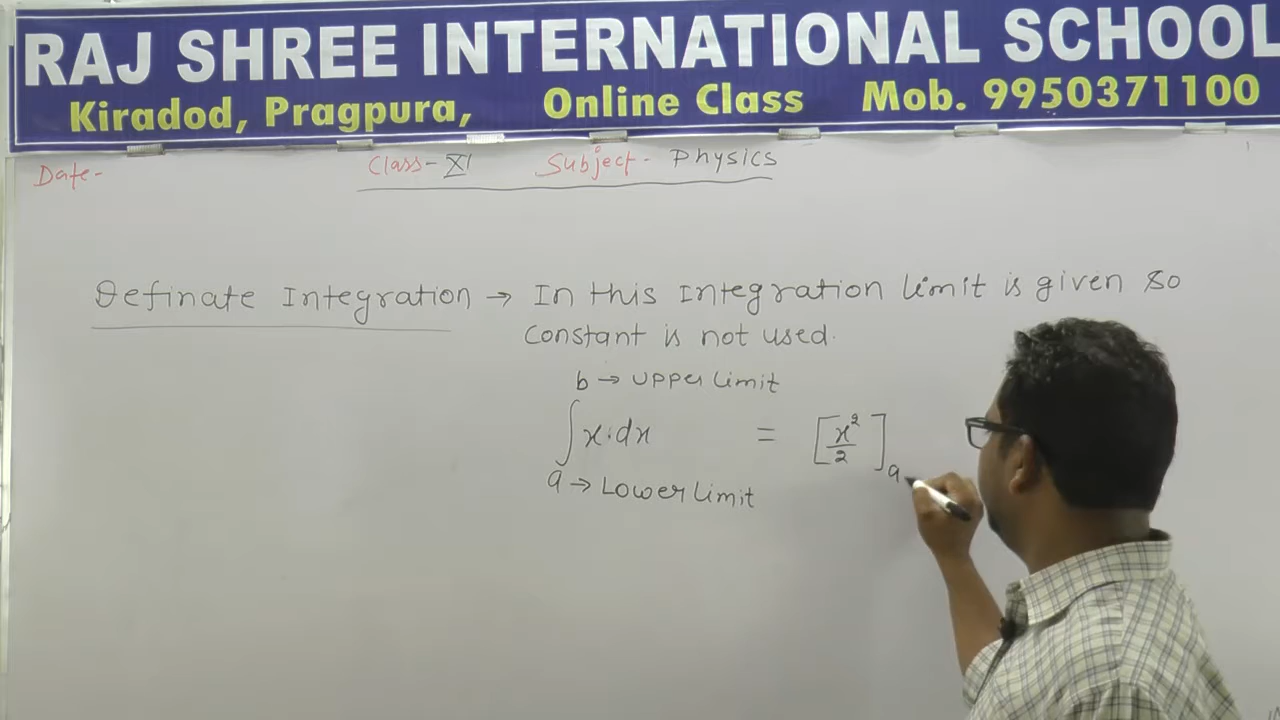 RAJ SHREE INTERNATIONAL SCHOOL
Kiradod, Pragpura, Online Class Mob. 9950371100
Date- Class-XI Subject- Physics
Definate Integration → In this Integration limit is given so
Constant is not used.
b → UPPer Limit
∫ x.dx = [x²/2]a
a → Lower limit